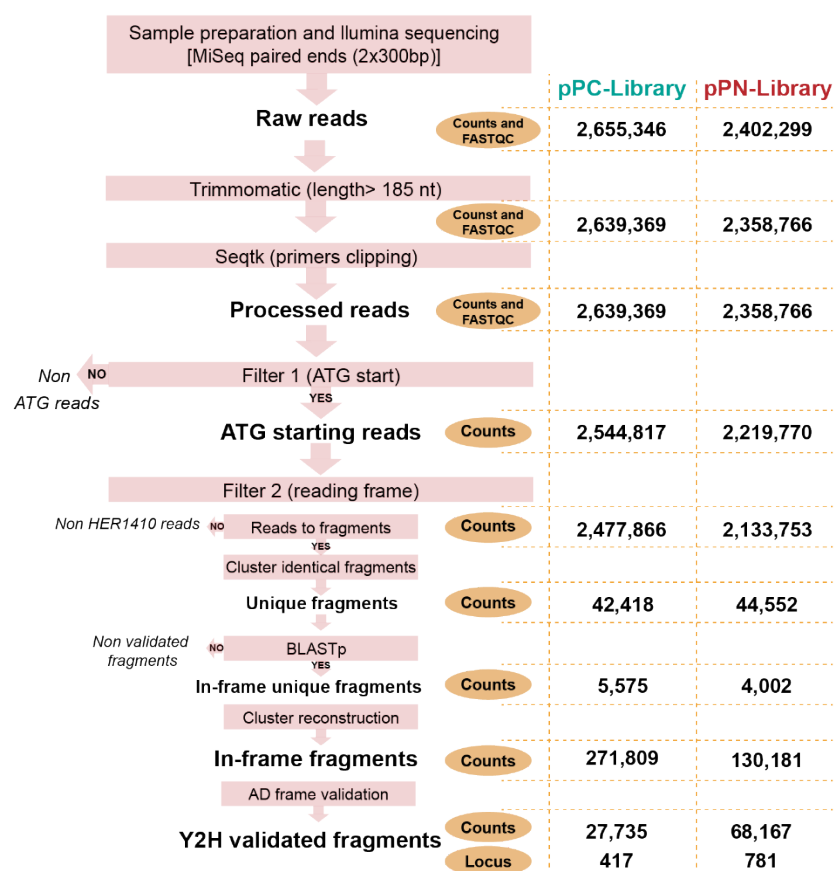 Sample preparation and Ilumina sequencing
[MiSeq paired ends (2x300bp)]
pPC-Library pPN-Library
Raw reads
Counts and
FASTQC
2,655,346 2,402,299
Trimmomatic (length> 185 nt)
Counst and
FASTQC
2,639,369 2,358,766
Seqtk (primers clipping)
Processed reads
Counts and
FASTQC
2,639,369 2,358,766
Non
ATG reads
NO
Filter 1 (ATG start)
YES
ATG starting reads Counts 2,544,817 2,219,770
Filter 2 (reading frame)
Non HER1410 reads NO Reads to fragments Counts 2,477,866 2,133,753
YES
Cluster identical fragments
Unique fragments Counts 42,418 44,552
Non validated
fragments
NO
BLASTp
YES
In-frame unique fragments Counts 5,575 4,002
Cluster reconstruction
In-frame fragments Counts 271,809 130,181
AD frame validation
Y2H validated fragments
Counts 27,735 68,167
Locus 417 781